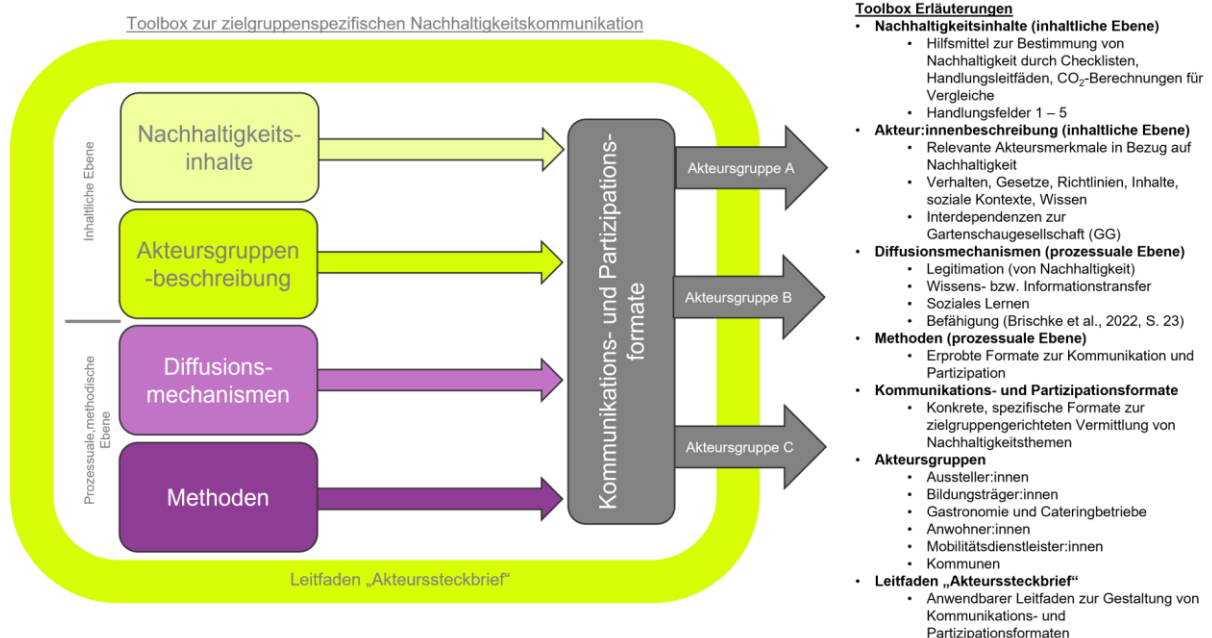 Toolbox zur zielgruppenspezifischen Nachhaltigkeitskommunikation
Inhaltliche Ebene
Prozessuale,methodische
Ebene
Nachhaltigkeits-
inhalte
Akteursgruppen
-beschreibung
Diffusions-
mechanismen
Methoden
Kommunikations- und Partizipations-
formate
Akteursgruppe A
Akteursgruppe B
Akteursgruppe C
Leitfaden „Akteurssteckbrief“
Toolbox Erläuterungen
• Nachhaltigkeitsinhalte (inhaltliche Ebene)
• Hilfsmittel zur Bestimmung von
Nachhaltigkeit durch Checklisten,
Handlungsleitfäden, CO₂-Berechnungen für
Vergleiche
• Handlungsfelder 1 – 5
• Akteur:innenbeschreibung (inhaltliche Ebene)
• Relevante Akteursmerkmale in Bezug auf
Nachhaltigkeit
• Verhalten, Gesetze, Richtlinien, Inhalte,
soziale Kontexte, Wissen
• Interdependenzen zur
Gartenschaugesellschaft (GG)
• Diffusionsmechanismen (prozessuale Ebene)
• Legitimation (von Nachhaltigkeit)
• Wissens- bzw. Informationstransfer
• Soziales Lernen
• Befähigung (Brischke et al., 2022, S. 23)
• Methoden (prozessuale Ebene)
• Erprobte Formate zur Kommunikation und
Partizipation
• Kommunikations- und Partizipationsformate
• Konkrete, spezifische Formate zur
zielgruppengerichteten Vermittlung von
Nachhaltigkeitsthemen
• Akteursgruppen
• Aussteller:innen
• Bildungsträger:innen
• Gastronomie und Cateringbetriebe
• Anwohner:innen
• Mobilitätsdienstleister:innen
• Kommunen
• Leitfaden „Akteurssteckbrief“
• Anwendbarer Leitfaden zur Gestaltung von
Kommunikations- und
Partizipationsformaten